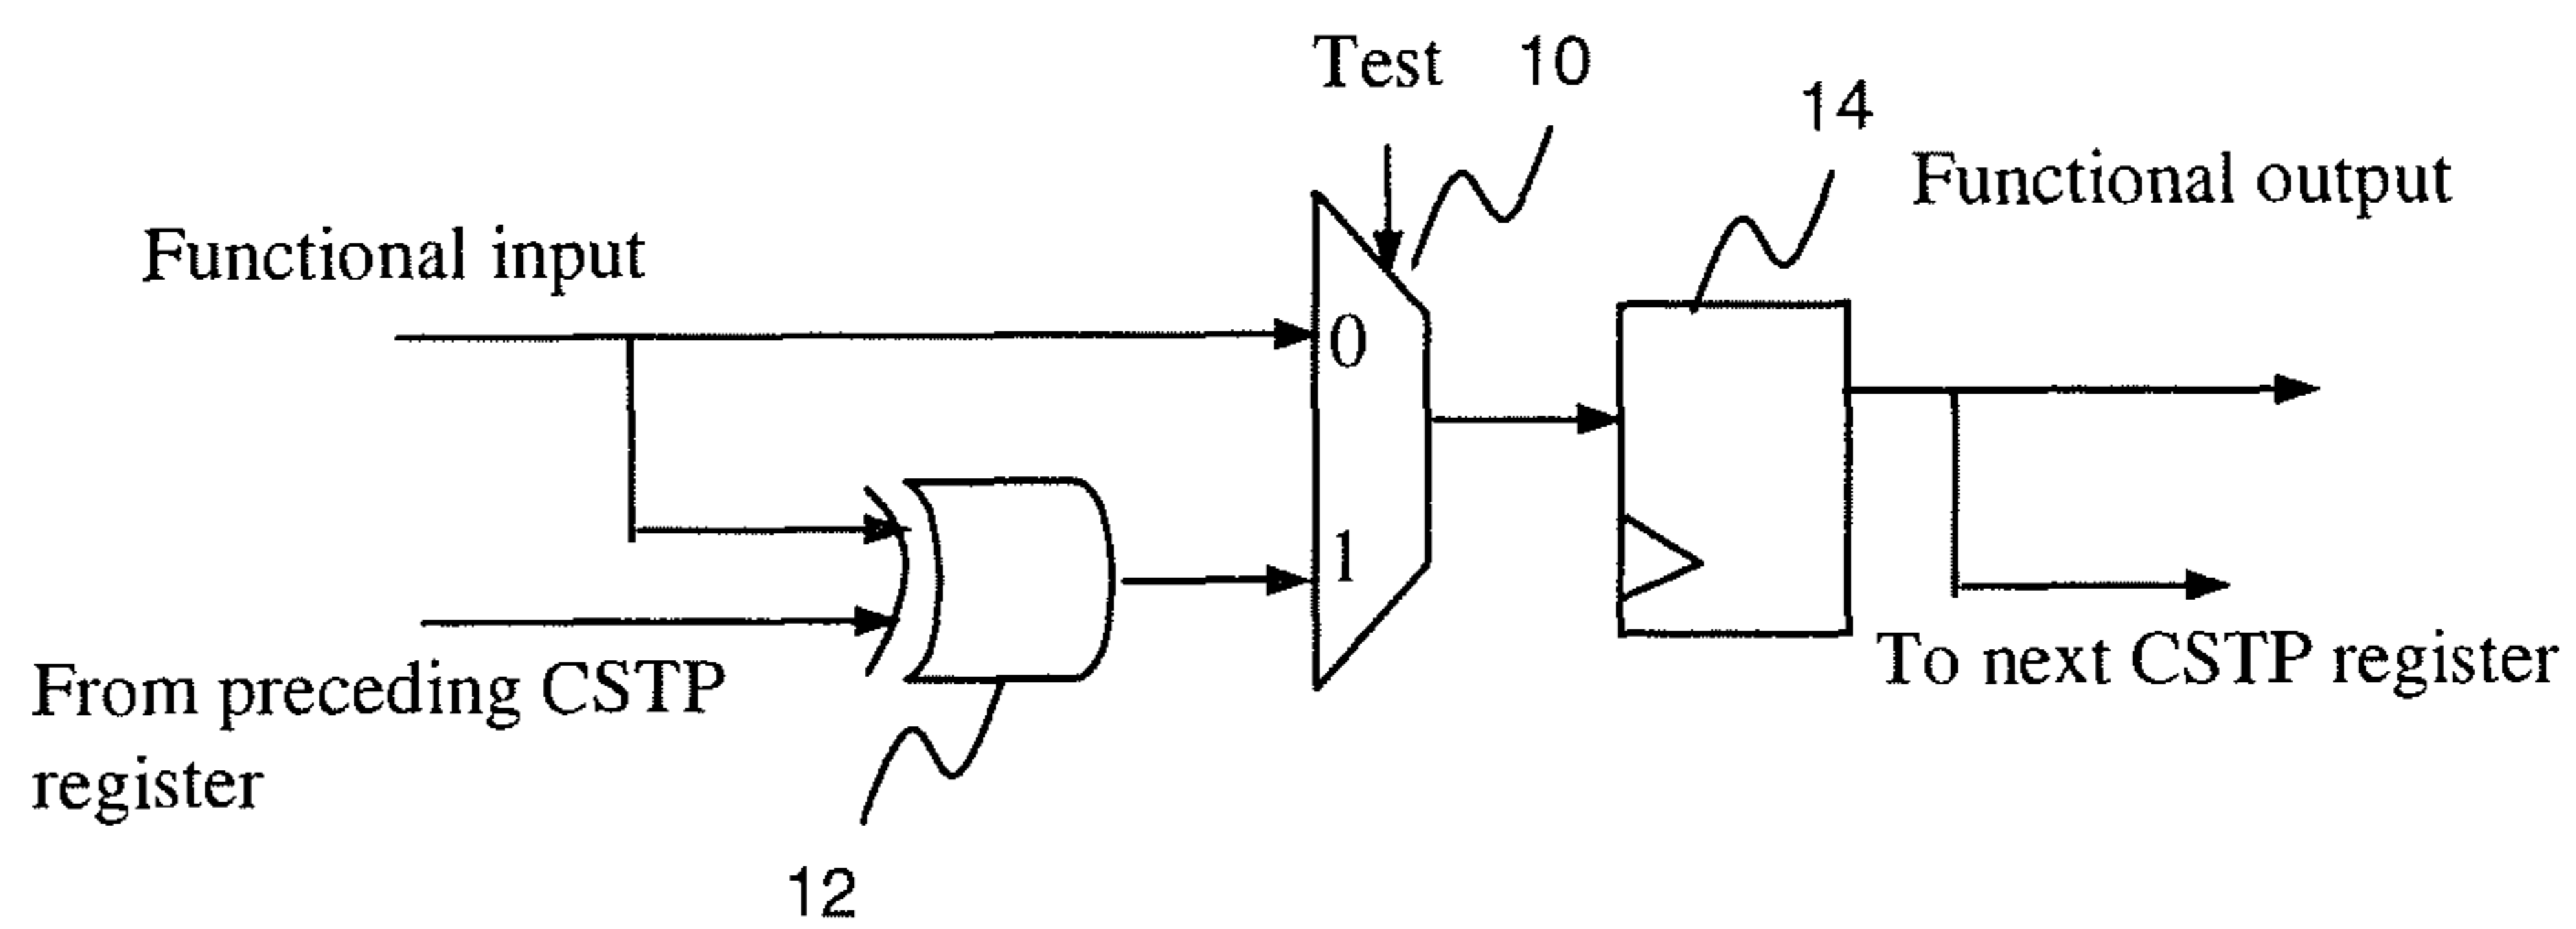 Test
10
14
Functional output
Functional input
0
1
From preceding CSTP
register
To next CSTP register
12